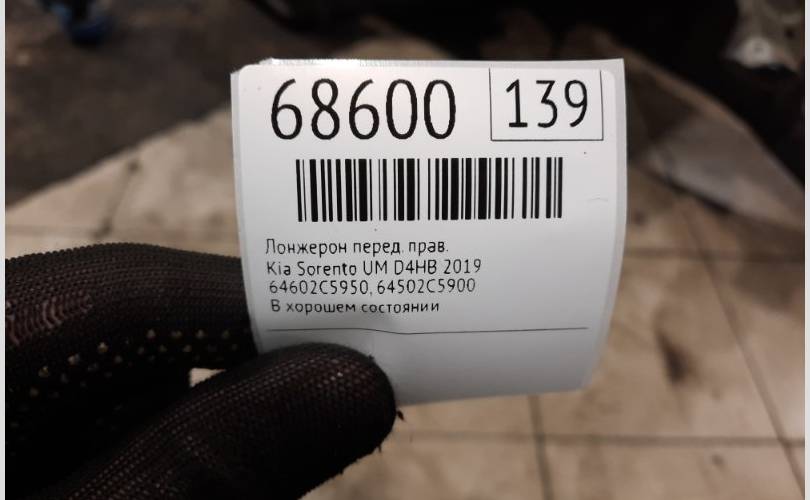 68600 139
Лонжерон перед. прав.
Kia Sorento UM D4HB 2019
64602C5950, 64502C5900
В хорошем состоянии